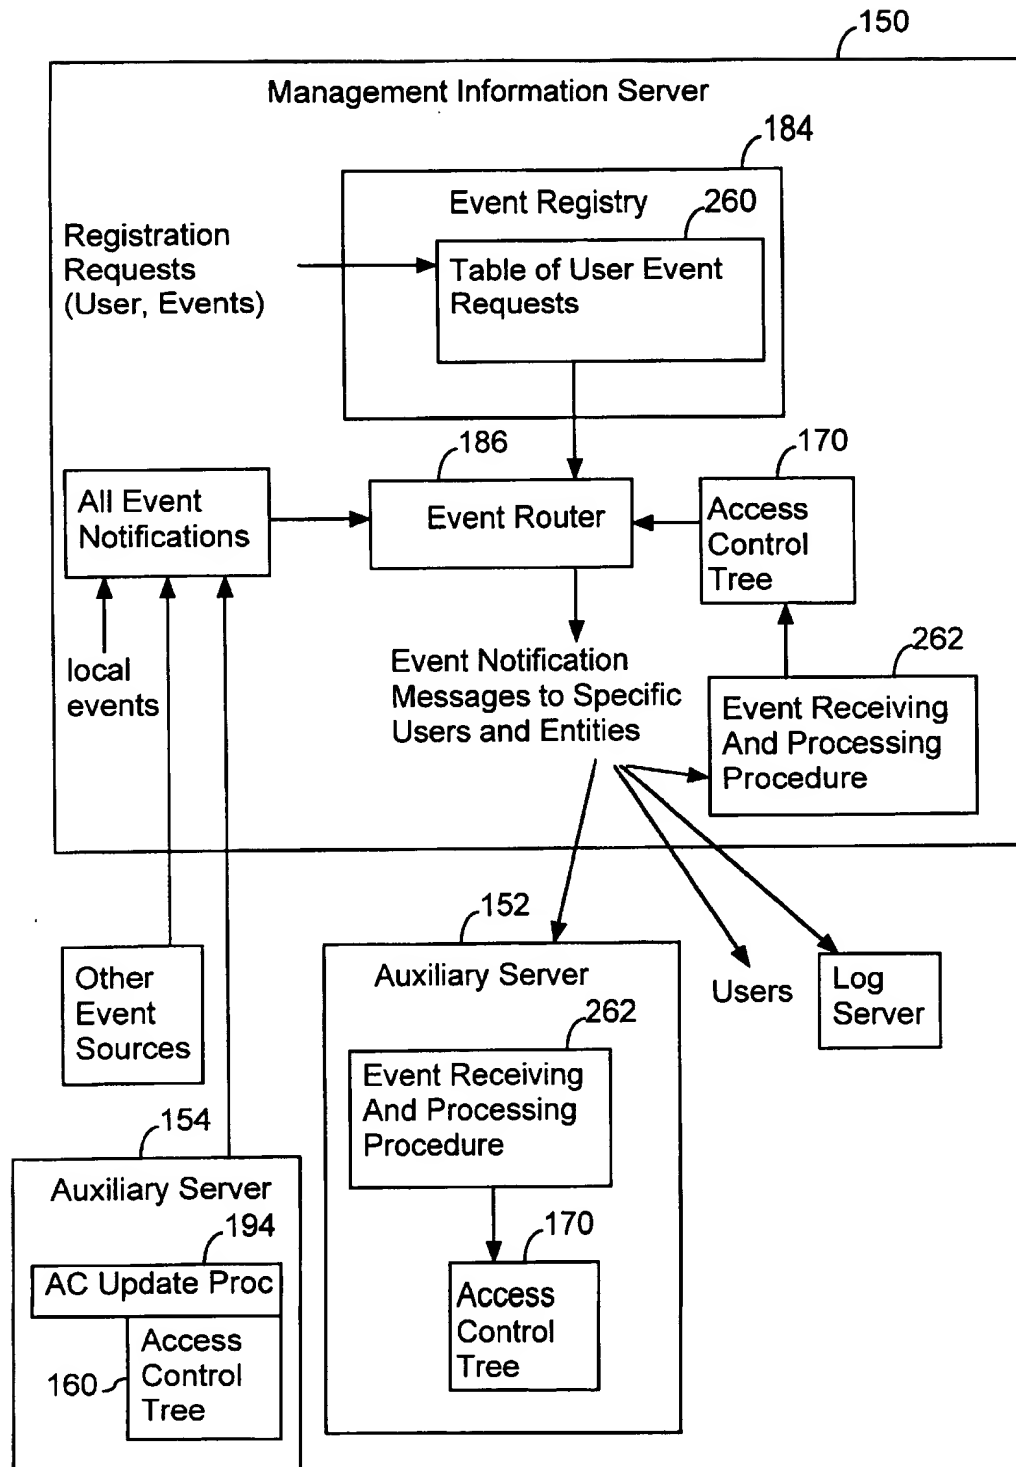 150
Management Information Server
184
Event Registry
260
Registration
Requests
(User, Events)
Table of User Event
Requests
186
170
All Event
Notifications
Event Router
Access
Control
Tree
local
events
Event Notification
Messages to Specific
Users and Entities
262
Event Receiving
And Processing
Procedure
152
Other
Event
Sources
Auxiliary Server
Users
Log
Server
262
Event Receiving
And Processing
Procedure
154
Auxiliary Server
194
AC Update Proc
170
Access
Control
Tree
160
Access
Control
Tree